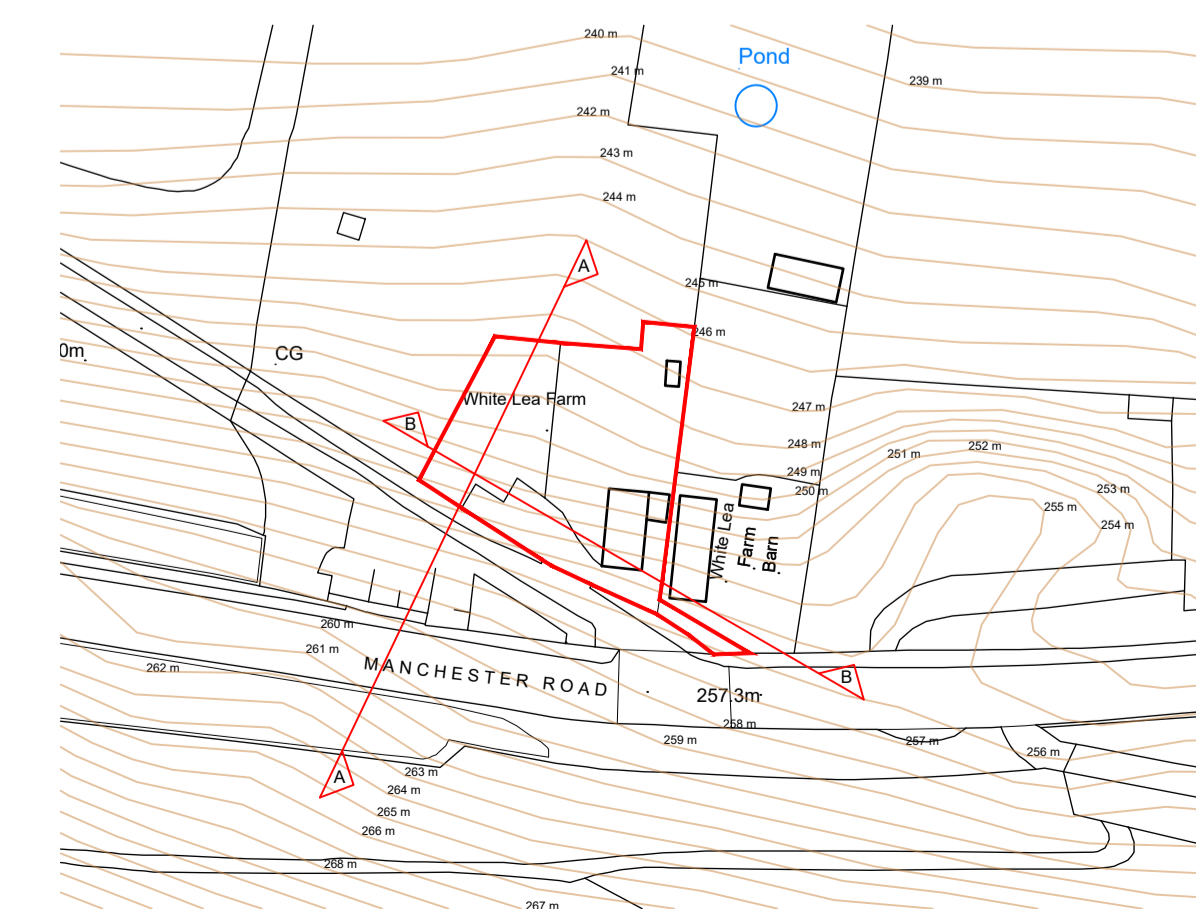 240 m
Pond
241 m
239 m
242 m
243 m
244 m
A
245 m
246 m
0m
CG
White Lea Farm
247 m
B
248 m
252 m
251 m
249 m
250 m
253 m
255 m
254 m
White Lea
Farm
Barn
260 m
261 m
262 m
MANCHESTER ROAD
B
257.3m
258 m
259 m
257 m
256 m
A
263 m
264 m
265 m
266 m
268 m
267 m